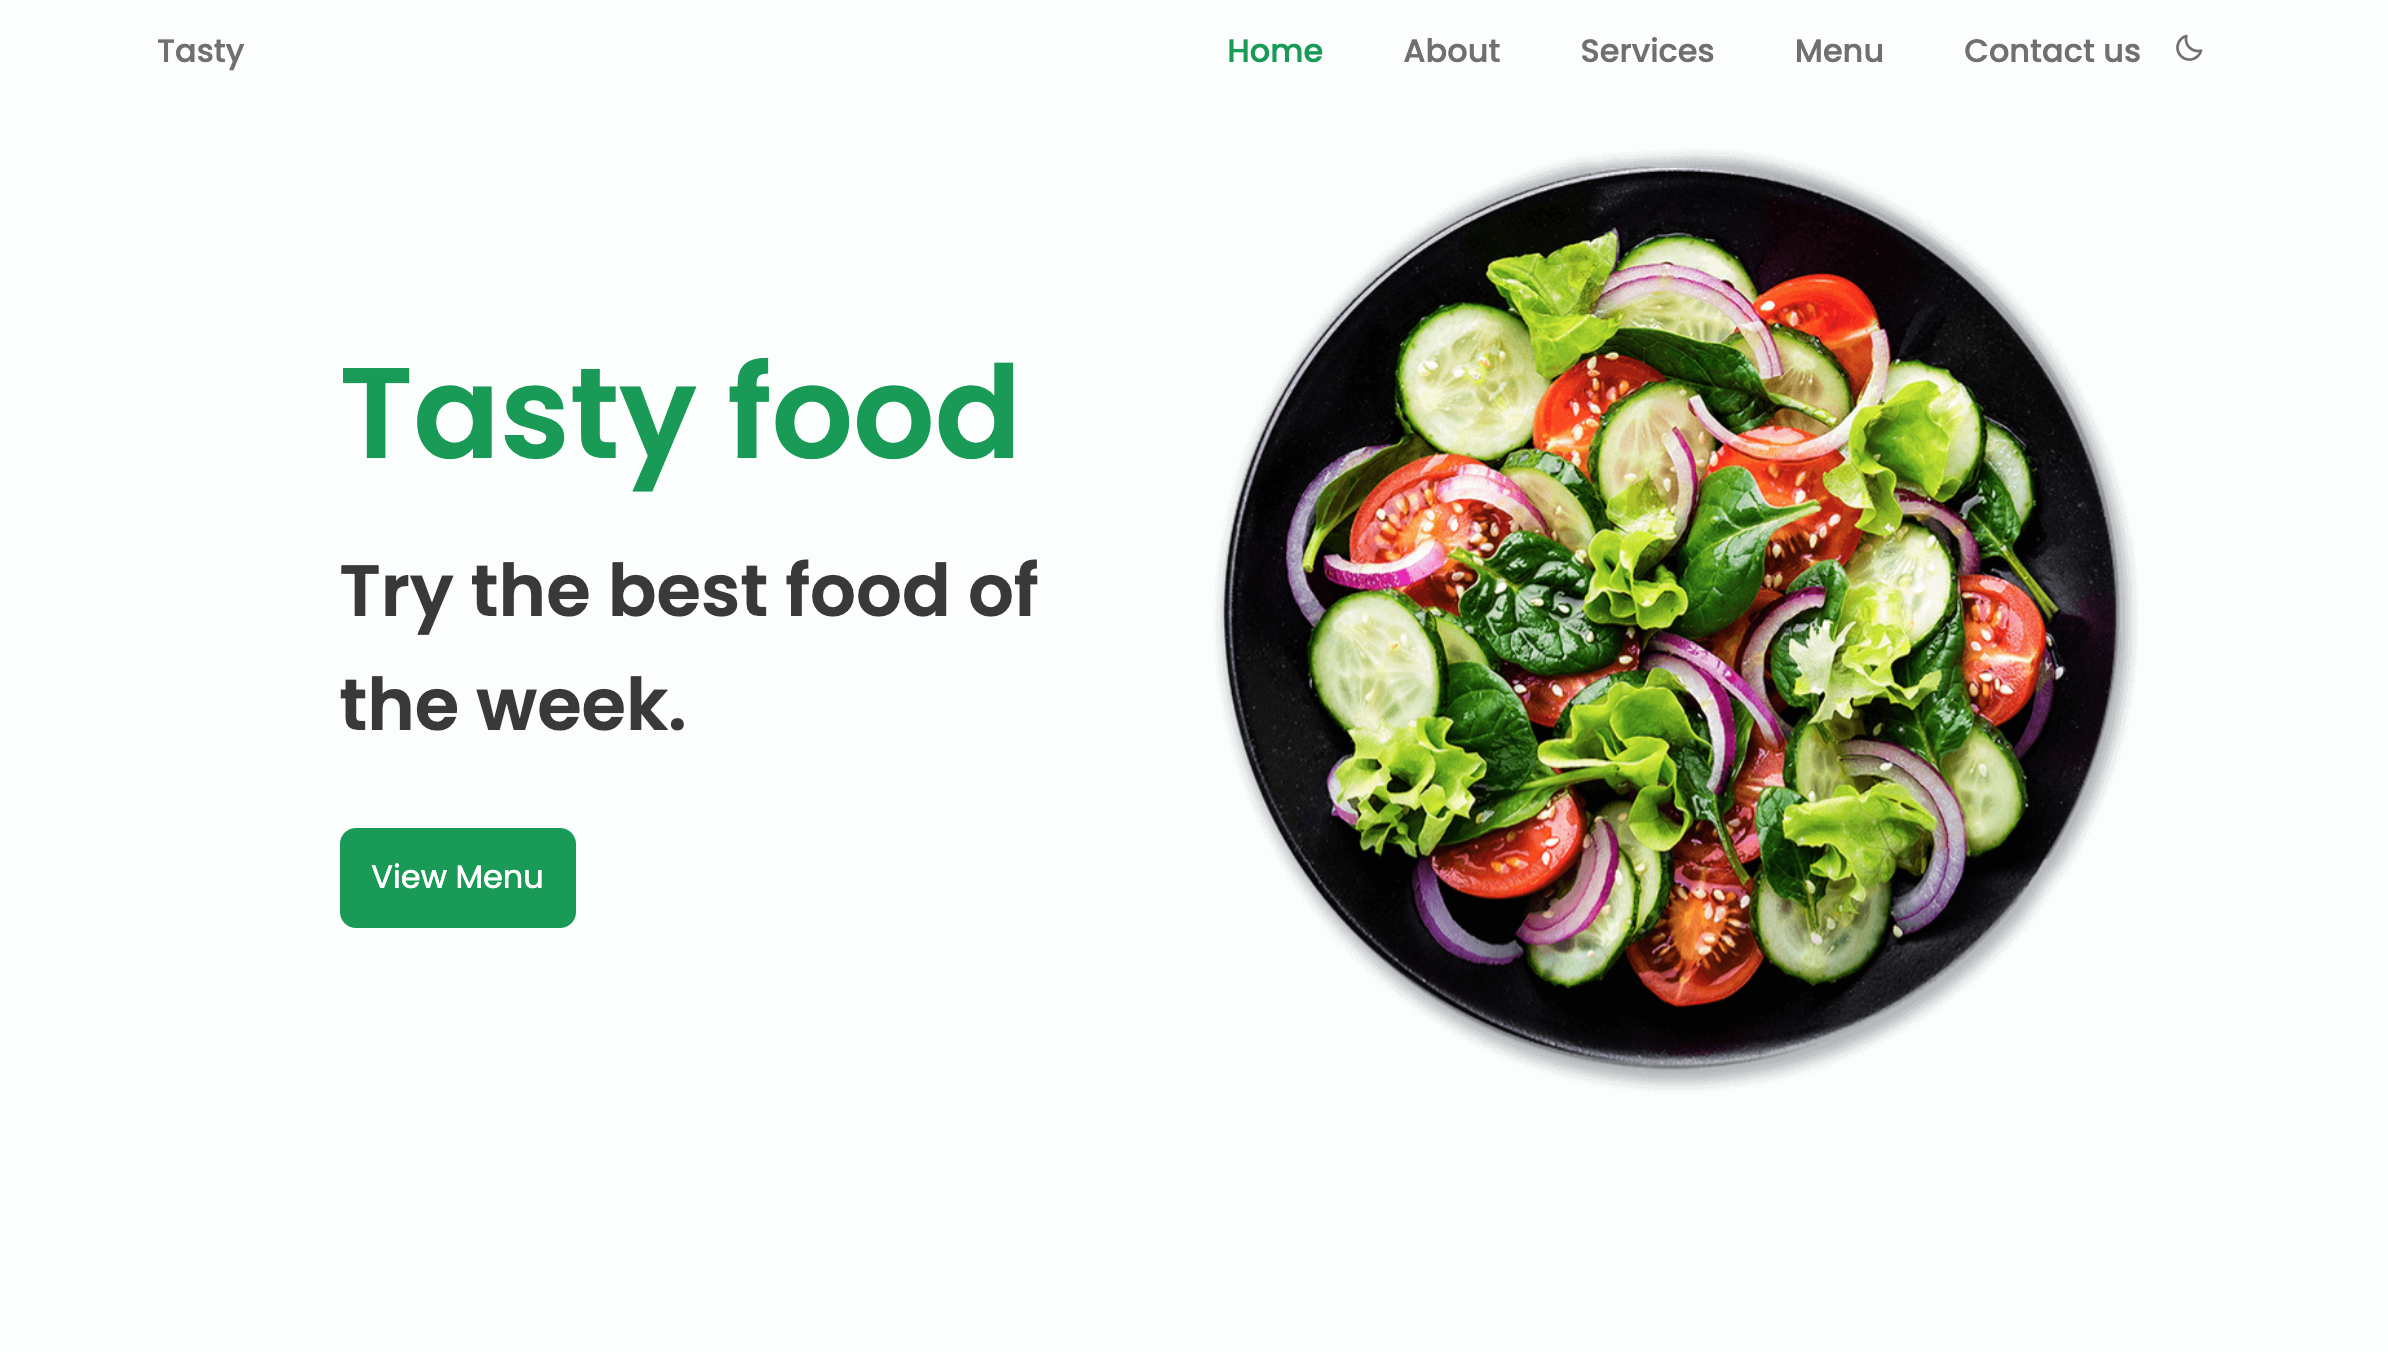 Tasty
Home About Services Menu Contact us
Tasty food
Try the best food of
the week.
View Menu